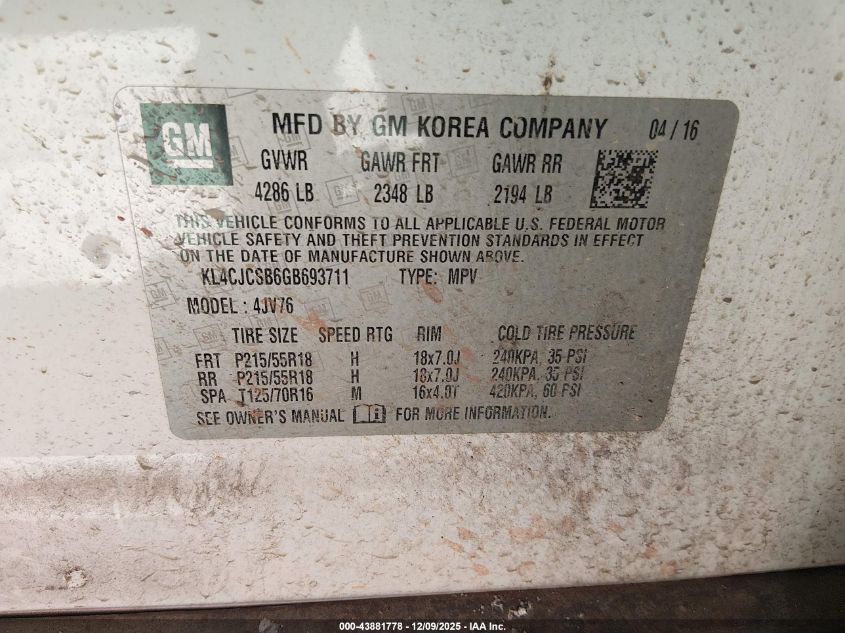 GM MFD BY GM KOREA COMPANY 04 / 16
GVWR GAWR FRT GAWR RR
4286 LB 2348 LB 2194 LB
THIS VEHICLE CONFORMS TO ALL APPLICABLE U.S. FEDERAL MOTOR
VEHICLE SAFETY AND THEFT PREVENTION STANDARDS IN EFFECT
ON THE DATE OF MANUFACTURE SHOWN ABOVE.
KL4CJCSB6GB693711 TYPE: MPV
MODEL : 4JV76
TIRE SIZE SPEED RTG RIM COLD TIRE PRESSURE
FRT P215/55R18 H 18x7.0J 240KPA, 35 PSI
RR P215/55R18 H 18x7.0J 240KPA, 35 PSI
SPA T125/70R16 M 16x4.0T 420KPA, 60 PSI
SEE OWNER'S MANUAL FOR MORE INFORMATION.
000-43881778 - 12/09/2025 - IAA Inc.